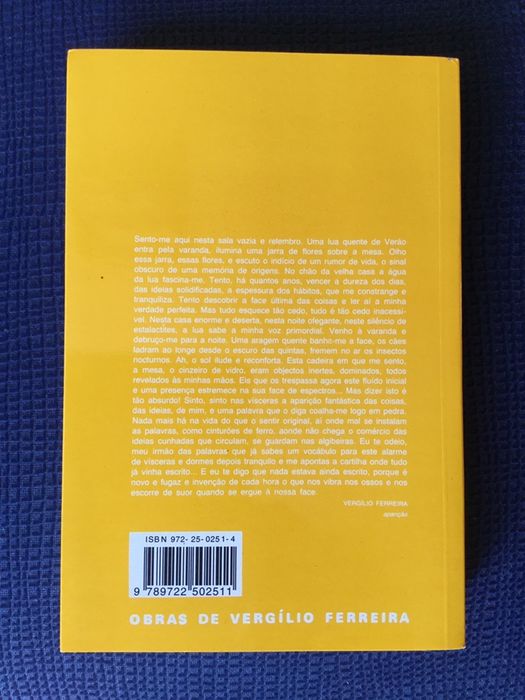 Sento-me aqui nesta sala vazia e relembro. Uma lua quente de Verão
entra pela varanda, ilumina uma jarra de flores sobre a mesa. Olho
essa jarra, essas flores, e escuto o indício de um rumor de vida, o sinal
obscuro de uma memória de origens. No chão da velha casa a água
da lua fascina-me. Tento, há quantos anos, vencer a dureza dos dias,
das ideias solidificadas, a espessura dos hábitos, que me constrange e
tranquiliza. Tento descobrir a face última das coisas e ler aí a minha
verdade perfeita. Mas tudo esquece tão cedo, tudo é tão cedo inacessí-
vel. Nesta casa enorme e deserta, nesta noite ofegante, neste silêncio de
estalactites, a lua sabe a minha voz primordial. Venho à varanda e
debruço-me para a noite. Uma aragem quente banha-me a face, os cães
ladram ao longe desde o escuro das quintas, fremem no ar os insectos
nocturnos. Ah, o sol ilude e reconforta. Esta cadeira em que me sento,
a mesa, o cinzeiro de vidro, eram objectos inertes, dominados, todos
revelados às minhas mãos. Eis que os trespassa agora este fluído inicial
e uma presença estremece na sua face de espectros... Mas dizer isto é
tão absurdo! Sinto, sinto nas vísceras a aparição fantástica das coisas,
das ideias, de mim, e uma palavra que o diga coalha-me logo em pedra.
Nada mais há na vida do que o sentir original, aí onde mal se instalam
as palavras, como cinturões de ferro, aonde não chega o comércio das
ideias cunhadas que circulam, se guardam nas algibeiras. Eu te odeio,
meu irmão das palavras que já sabes um vocábulo para este alarme
de vísceras e dormes depois tranquilo e me apontas a cartilha onde tudo
já vinha escrito... E eu te digo que nada estava ainda escrito, porque é
novo e fugaz e invenção de cada hora o que nos vibra nos ossos e nos
escorre de suor quando se ergue à nossa face.
VERGÍLIO FERREIRA
aparição
ISBN 972-25-0251-4
9 789722 502511
OBRAS DE VERGÍLIO FERREIRA